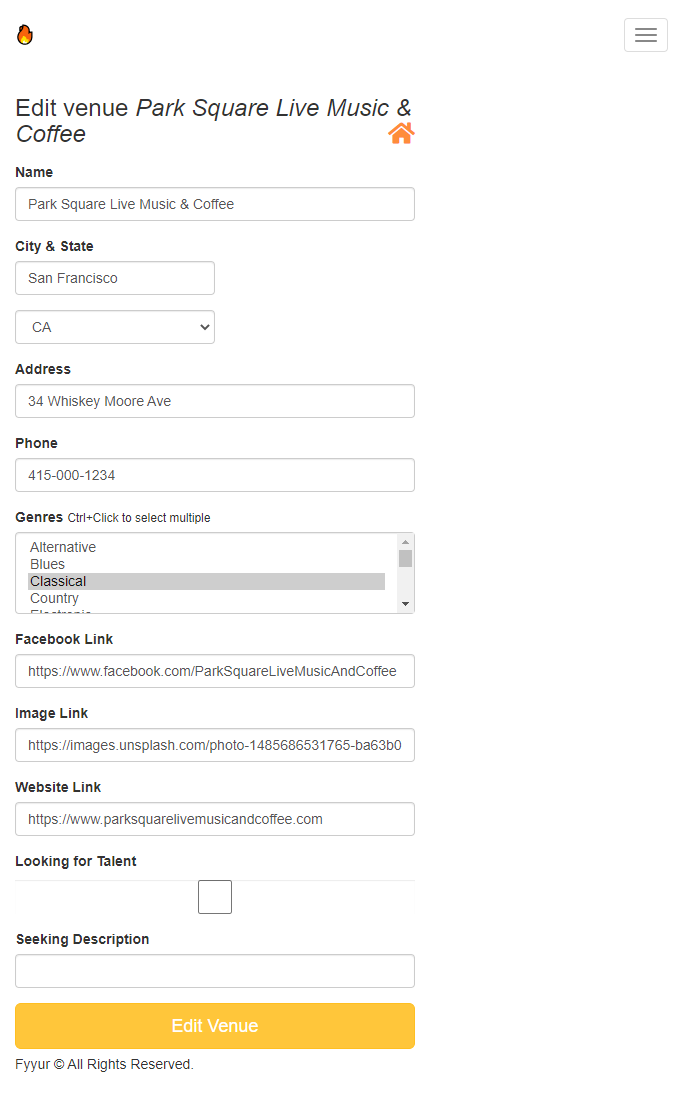 Edit venue Park Square Live Music &
Coffee
Name
Park Square Live Music & Coffee
City & State
San Francisco
CA
Address
34 Whiskey Moore Ave
Phone
415-000-1234
Genres Ctrl+Click to select multiple
Alternative
Blues
Classical
Country
Electronic
Facebook Link
https://www.facebook.com/ParkSquareLiveMusicAndCoffee
Image Link
https://images.unsplash.com/photo-1485686531765-ba63b0
Website Link
https://www.parksquarelivemusicandcoffee.com
Looking for Talent
Seeking Description
Edit Venue
Fyyur © All Rights Reserved.